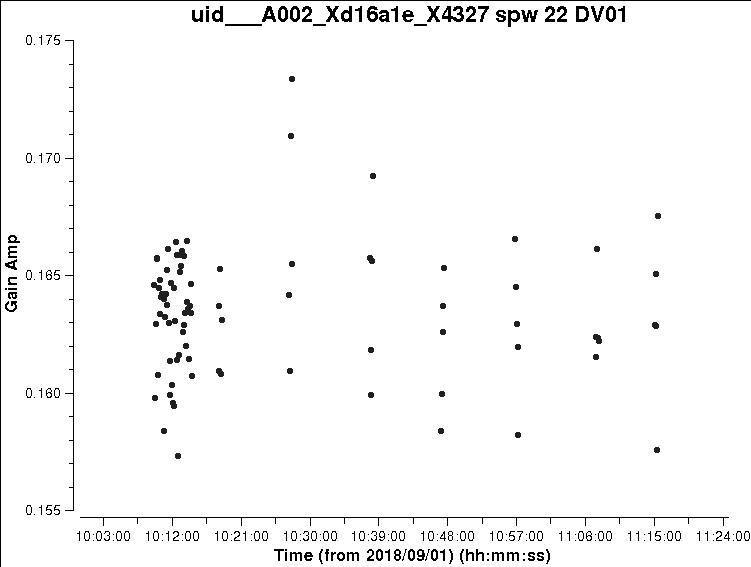 uid___A002_Xd16a1e_X4327 spw 22 DV01
0.175
0.170
0.165
0.160
0.155
Gain Amp
10:03:00 10:12:00 10:21:00 10:30:00 10:39:00 10:48:00 10:57:00 11:06:00 11:15:00 11:24:00
Time (from 2018/09/01) (hh:mm:ss)